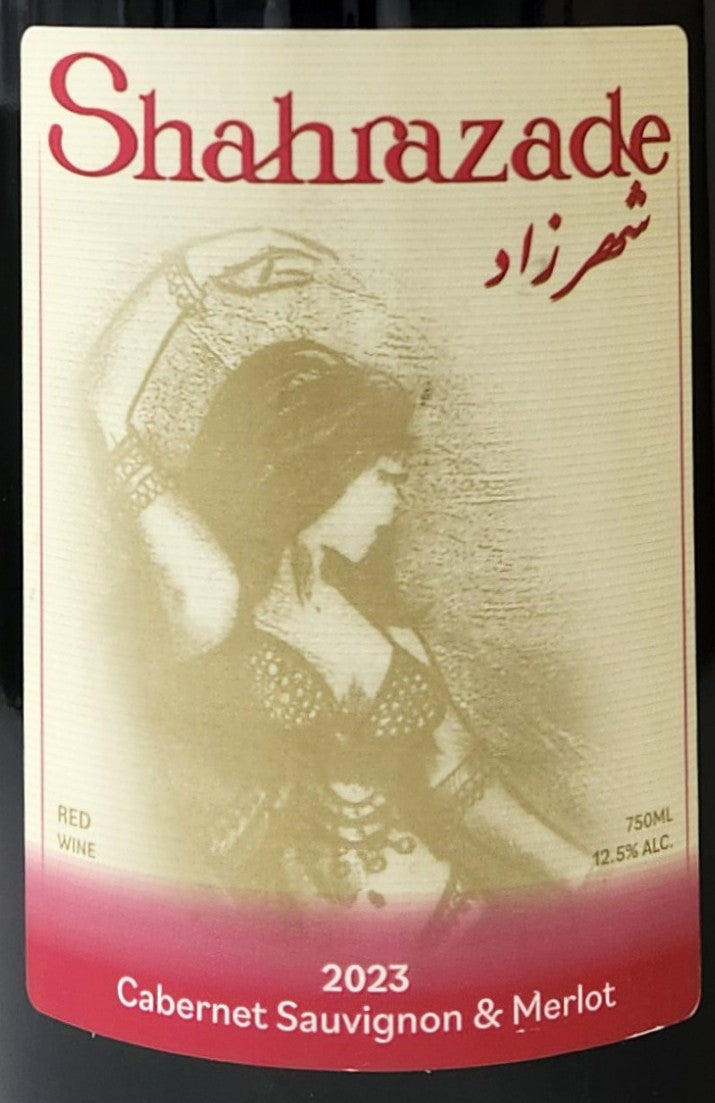 Shahrazade
شهرزاد
RED
WINE
750ML
12.5% ALC.
2023
Cabernet Sauvignon & Merlot